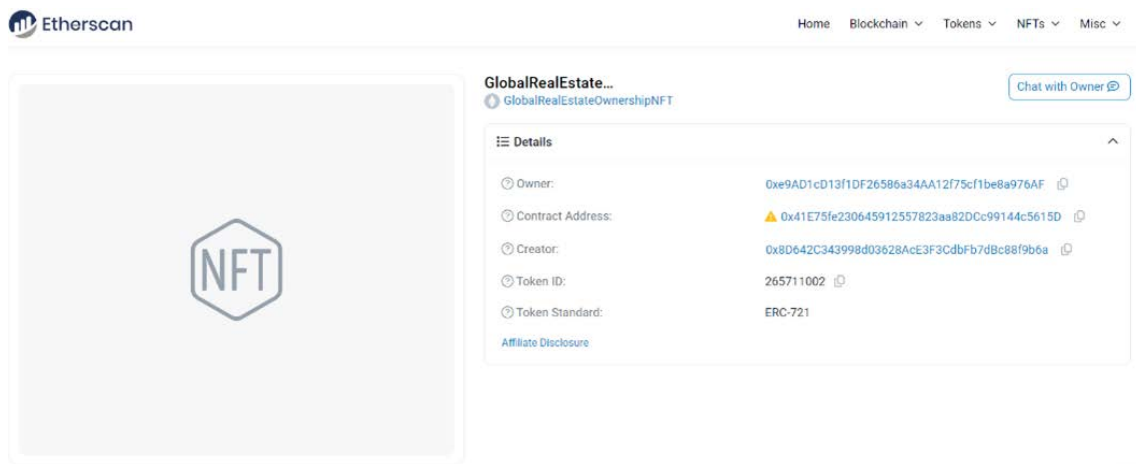 Etherscan
Home Blockchain Tokens NFTs Misc
NFT
GlobalRealEstate...
GlobalRealEstateOwnershipNFT
Chat with Owner
Details
Owner: 0xe9AD1cD13f1DF26586a34AA12f75cf1be8a976AF
Contract Address: 0x41E75fe230645912557823aa82DCc99144c5615D
Creator: 0x8D642C343998d03628AcE3F3CdbFb7dBc88f9b6a
Token ID: 265711002
Token Standard: ERC-721
Affiliate Disclosure